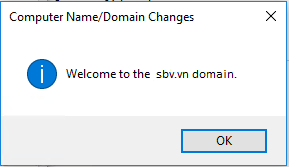 Computer Name/Domain Changes
Welcome to the sbv.vn domain.
OK